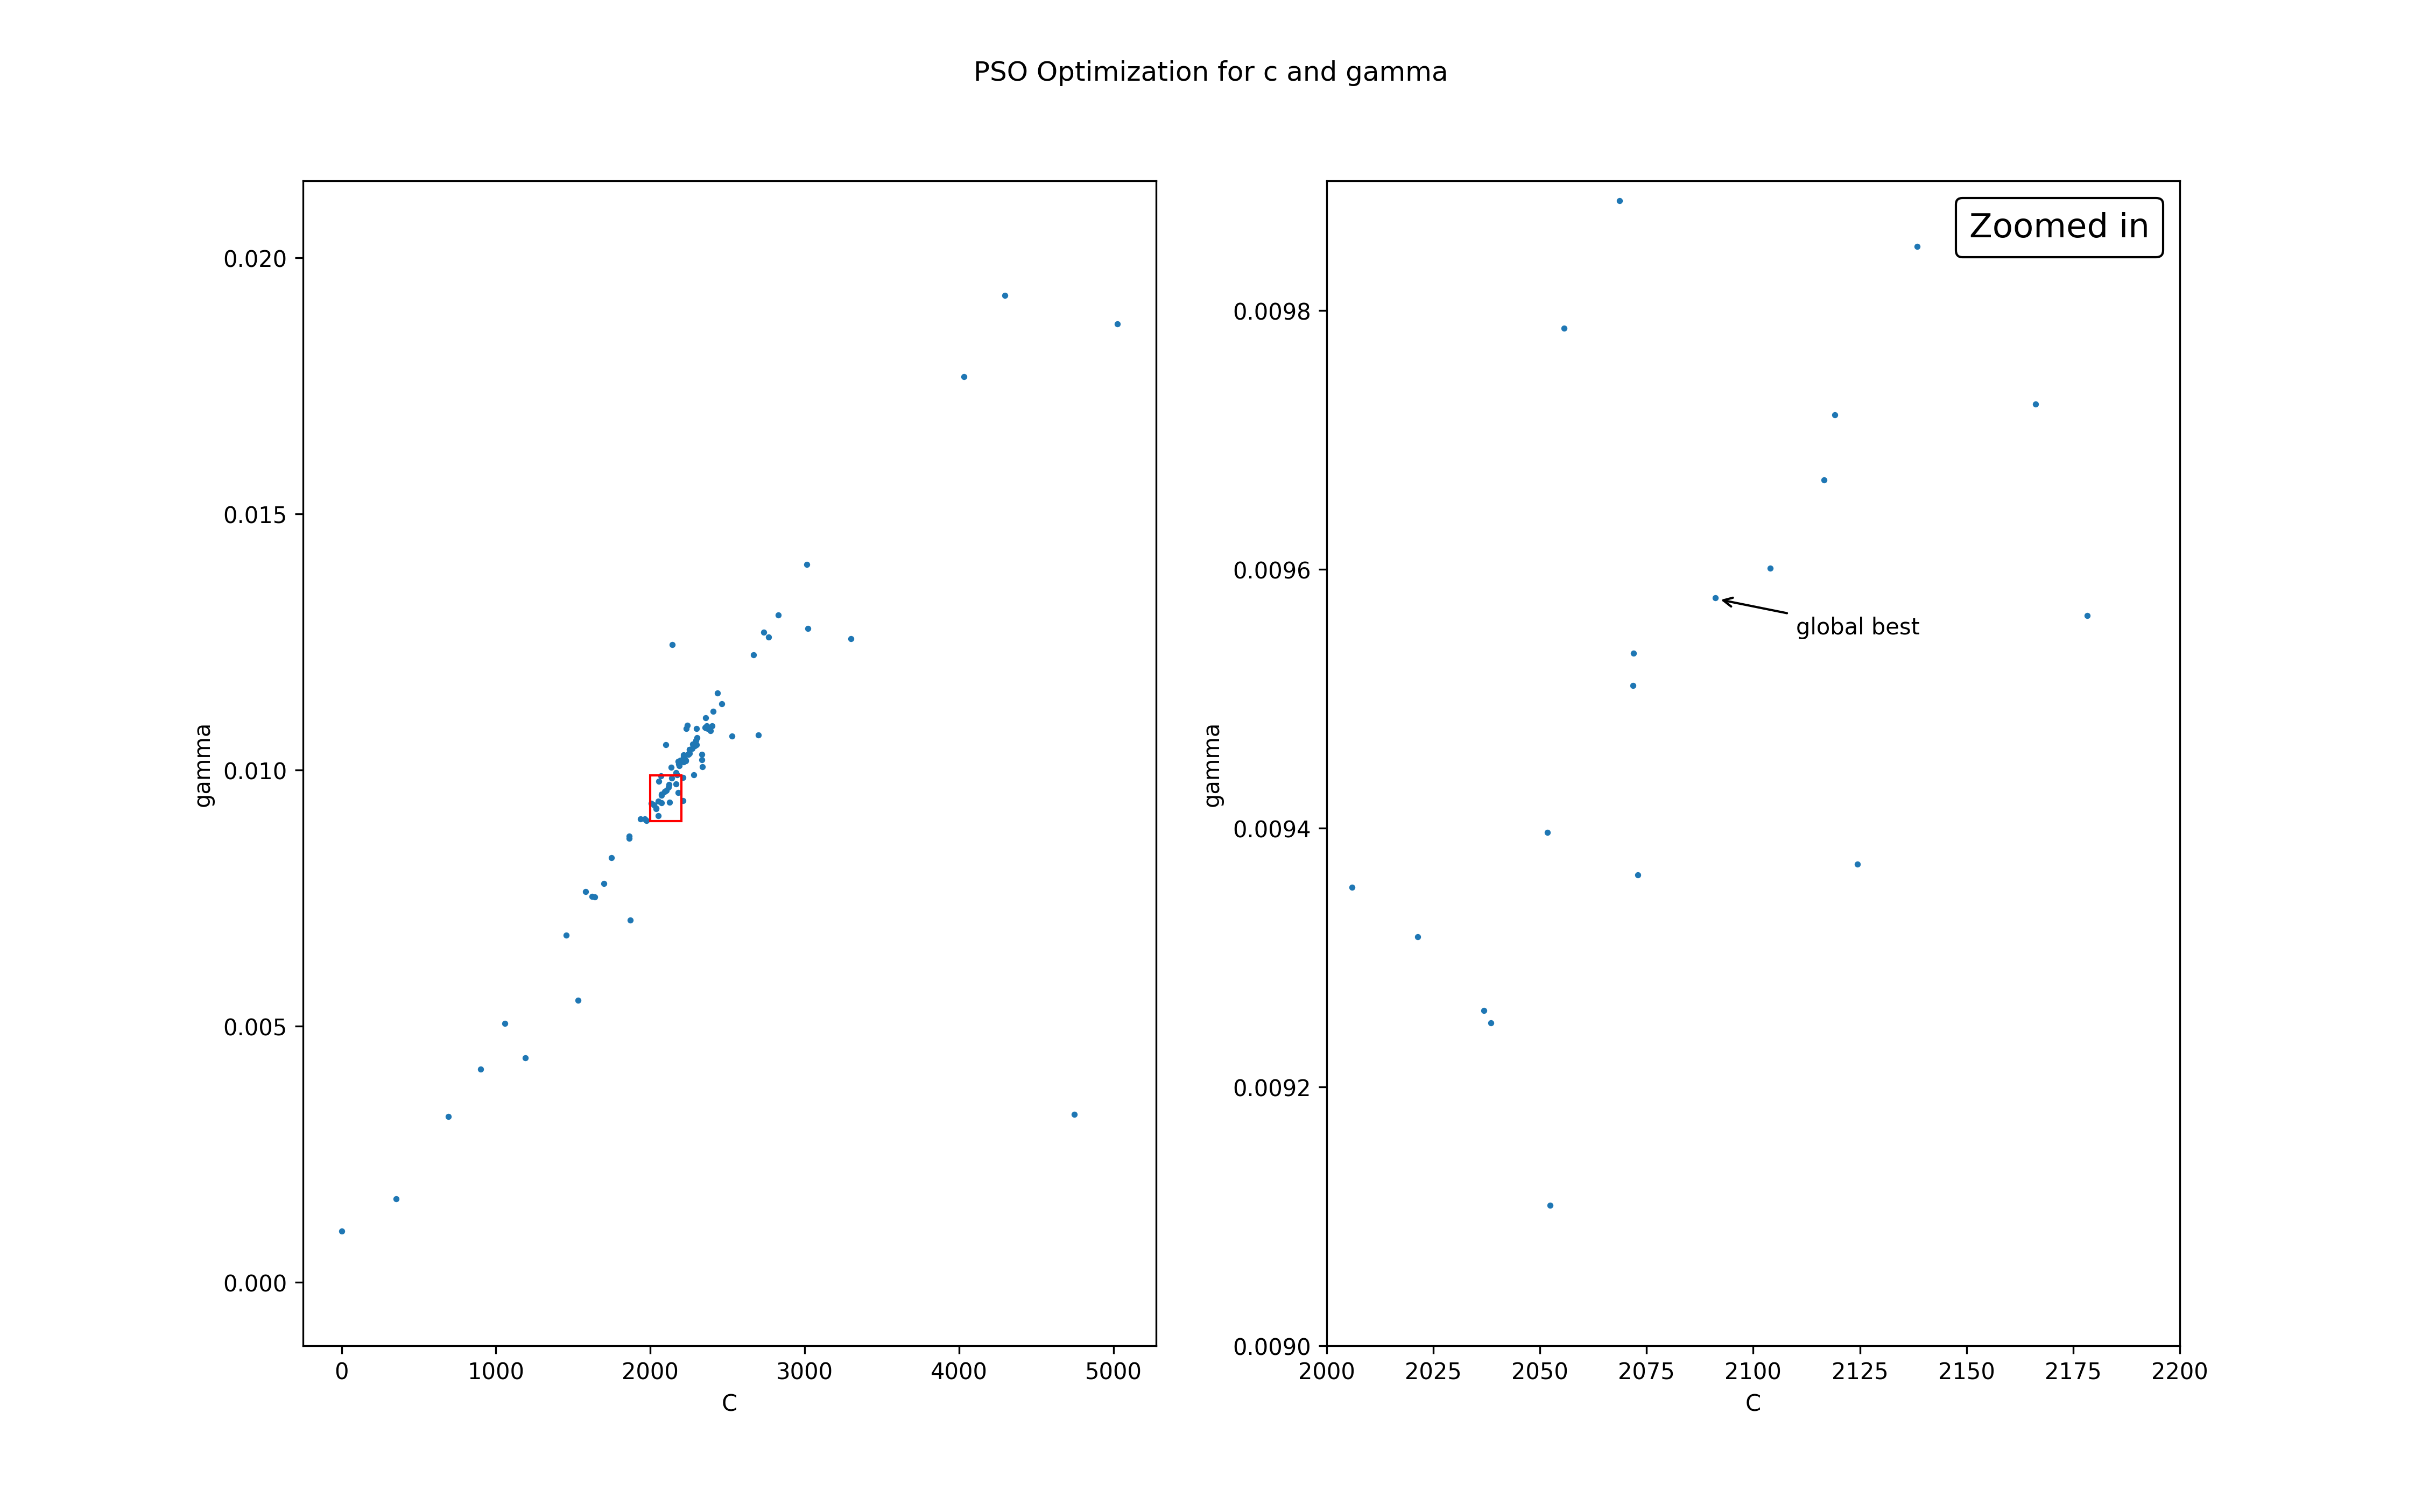 PSO Optimization for c and gamma
0.020
0.015
0.010
0.005
0.000
gamma
0 1000 2000 3000 4000 5000
C
Zoomed in
0.0098
0.0096
global best
0.0094
0.0092
0.0090
gamma
2000 2025 2050 2075 2100 2125 2150 2175 2200
C